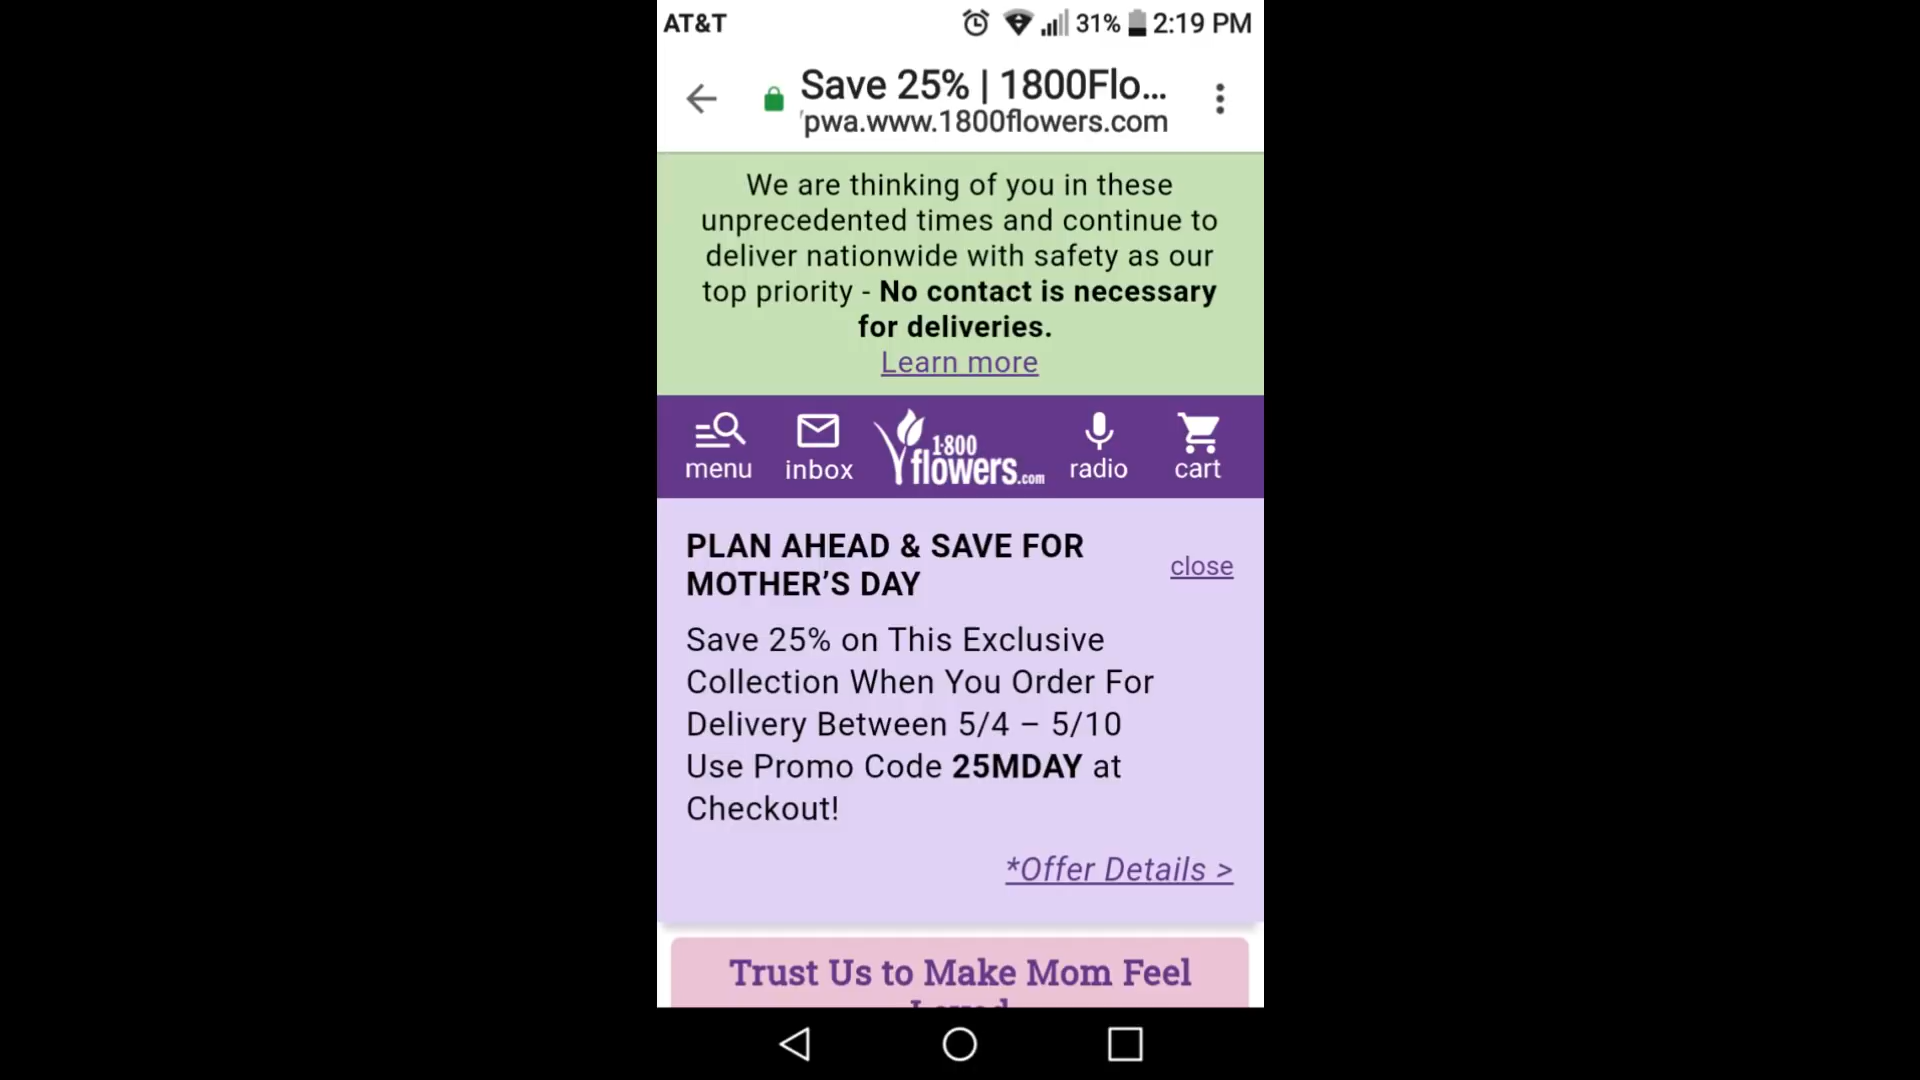 AT&T 31% 2:19 PM
Save 25% | 1800Flo...
pwa.www.1800flowers.com
We are thinking of you in these
unprecedented times and continue to
deliver nationwide with safety as our
top priority - No contact is necessary
for deliveries.
Learn more
menu inbox 1-800 flowers.com radio cart
PLAN AHEAD & SAVE FOR
MOTHER’S DAY
close
Save 25% on This Exclusive
Collection When You Order For
Delivery Between 5/4 – 5/10
Use Promo Code 25MDAY at
Checkout!
*Offer Details >
Trust Us to Make Mom Feel